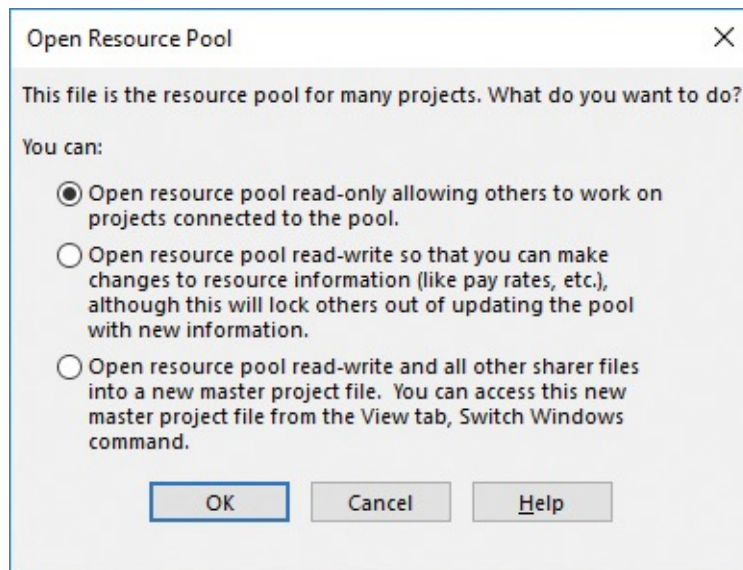 Open Resource Pool
This file is the resource pool for many projects. What do you want to do?
You can:
Open resource pool read-only allowing others to work on
projects connected to the pool.
Open resource pool read-write so that you can make
changes to resource information (like pay rates, etc.),
although this will lock others out of updating the pool
with new information.
Open resource pool read-write and all other sharer files
into a new master project file.  You can access this new
master project file from the View tab, Switch Windows
command.
OK Cancel Help